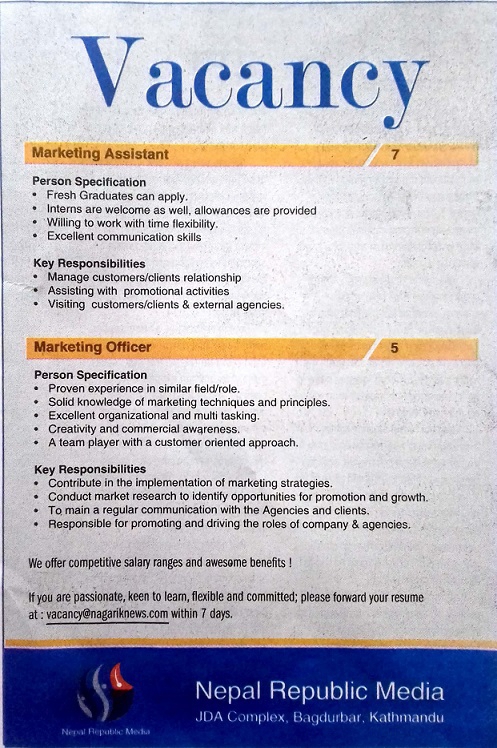 Vacancy
Marketing Assistant 7
Person Specification
• Fresh Graduates can apply.
• Interns are welcome as well, allowances are provided
• Willing to work with time flexibility.
• Excellent communication skills
Key Responsibilities
• Manage customers/clients relationship
• Assisting with promotional activities
• Visiting customers/clients & external agencies.
Marketing Officer 5
Person Specification
• Proven experience in similar field/role.
• Solid knowledge of marketing techniques and principles.
• Excellent organizational and multi tasking.
• Creativity and commercial awareness.
• A team player with a customer oriented approach.
Key Responsibilities
• Contribute in the implementation of marketing strategies.
• Conduct market research to identify opportunities for promotion and growth.
• To main a regular communication with the Agencies and clients.
• Responsible for promoting and driving the roles of company & agencies.
We offer competitive salary ranges and awesome benefits !
If you are passionate, keen to learn, flexible and committed; please forward your resume
at : vacancy@nagariknews.com within 7 days.
Nepal Republic Media
JDA Complex, Bagdurbar, Kathmandu
Nepal Republic Media